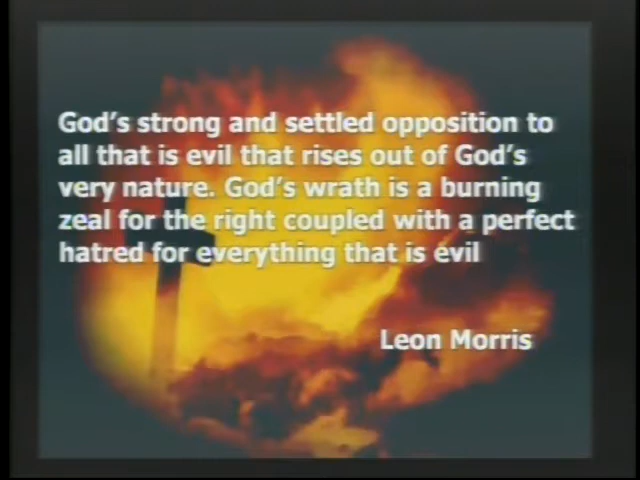 God's strong and settled opposition to
all that is evil that rises out of God's
very nature. God's wrath is a burning
zeal for the right coupled with a perfect
hatred for everything that is evil
Leon Morris